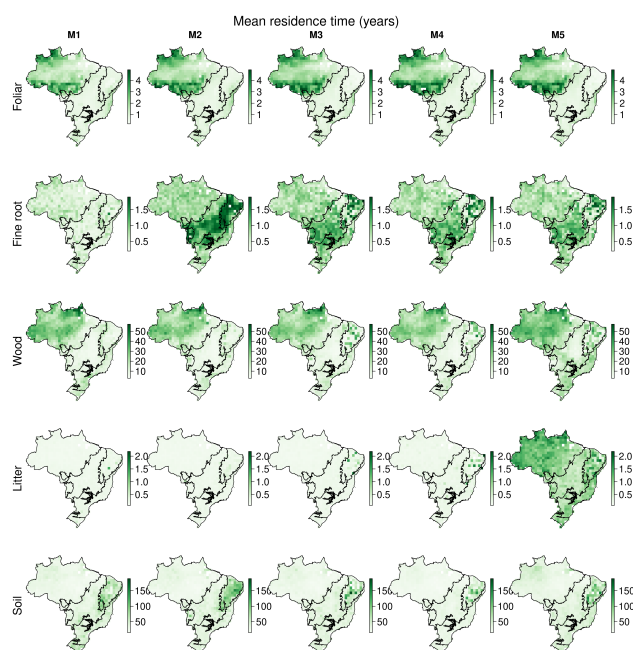 Mean residence time (years)
M1 M2 M3 M4 M5
Foliar
4 4 4 4 4
3 3 3 3 3
2 2 2 2 2
1 1 1 1 1
Fine root
1.5 1.5 1.5 1.5 1.5
1.0 1.0 1.0 1.0 1.0
0.5 0.5 0.5 0.5 0.5
Wood
50 50 50 50 50
40 40 40 40 40
30 30 30 30 30
20 20 20 20 20
10 10 10 10 10
Litter
2.0 2.0 2.0 2.0 2.0
1.5 1.5 1.5 1.5 1.5
1.0 1.0 1.0 1.0 1.0
0.5 0.5 0.5 0.5 0.5
Soil
150 150 150 150 150
100 100 100 100 100
50 50 50 50 50